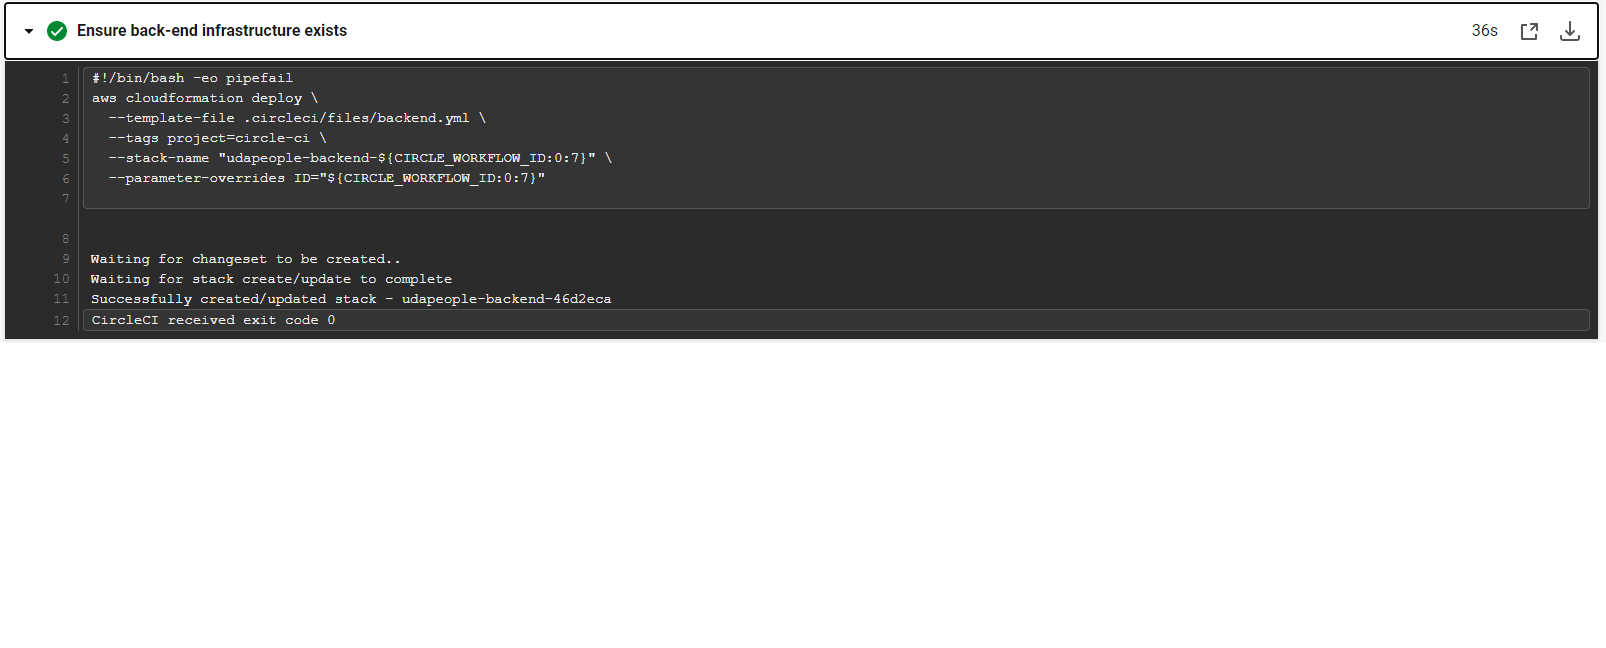 Ensure back-end infrastructure exists 36s
1 #!/bin/bash -eo pipefail
2 aws cloudformation deploy \
3   --template-file .circleci/files/backend.yml \
4   --tags project=circle-ci \
5   --stack-name "udapeople-backend-${CIRCLE_WORKFLOW_ID:0:7}" \
6   --parameter-overrides ID="${CIRCLE_WORKFLOW_ID:0:7}"
7
8
9 Waiting for changeset to be created..
10 Waiting for stack create/update to complete
11 Successfully created/updated stack - udapeople-backend-46d2eca
12 CircleCI received exit code 0